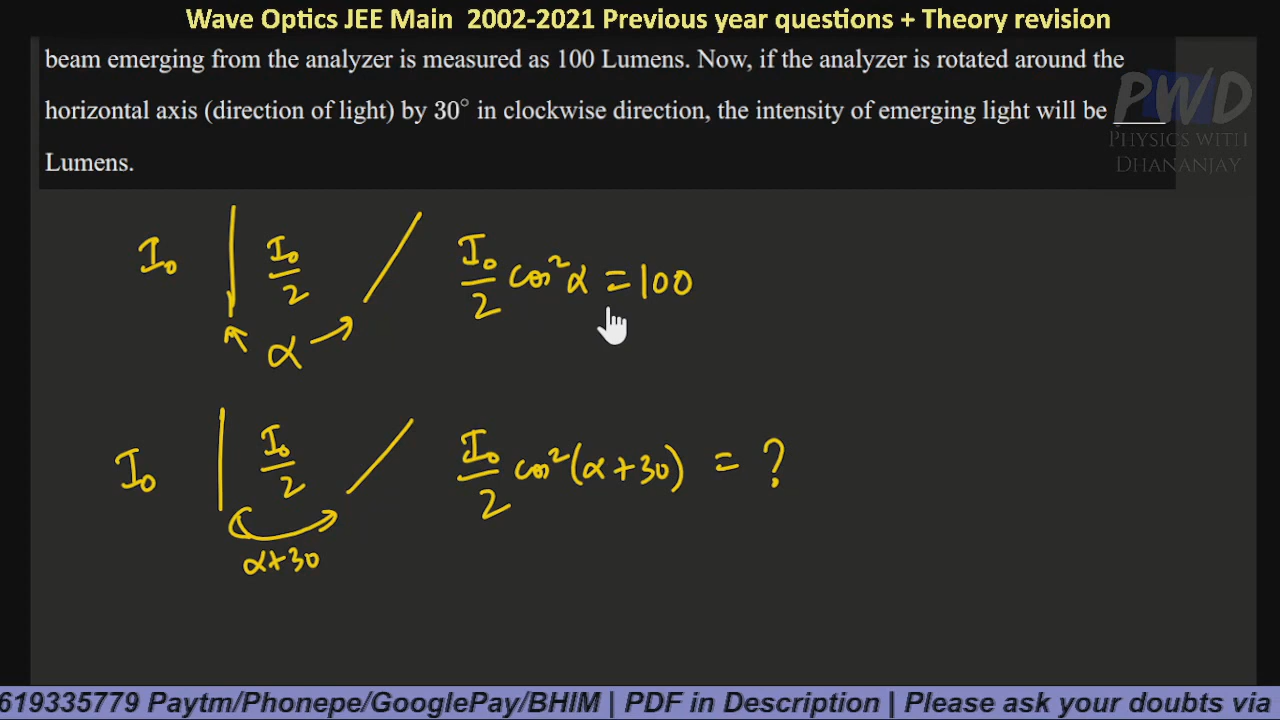 Wave Optics JEE Main 2002-2021 Previous year questions + Theory revision
beam emerging from the analyzer is measured as 100 Lumens. Now, if the analyzer is rotated around the
horizontal axis (direction of light) by 30° in clockwise direction, the intensity of emerging light will be ____
Lumens.
PWD
PHYSICS WITH
DHANANJAY
I₀ I₀/2 I₀/2 cos²α = 100
α
I₀ I₀/2 I₀/2 cos²(α+30) = ?
α+30
619335779 Paytm/Phonepe/GooglePay/BHIM | PDF in Description | Please ask your doubts via